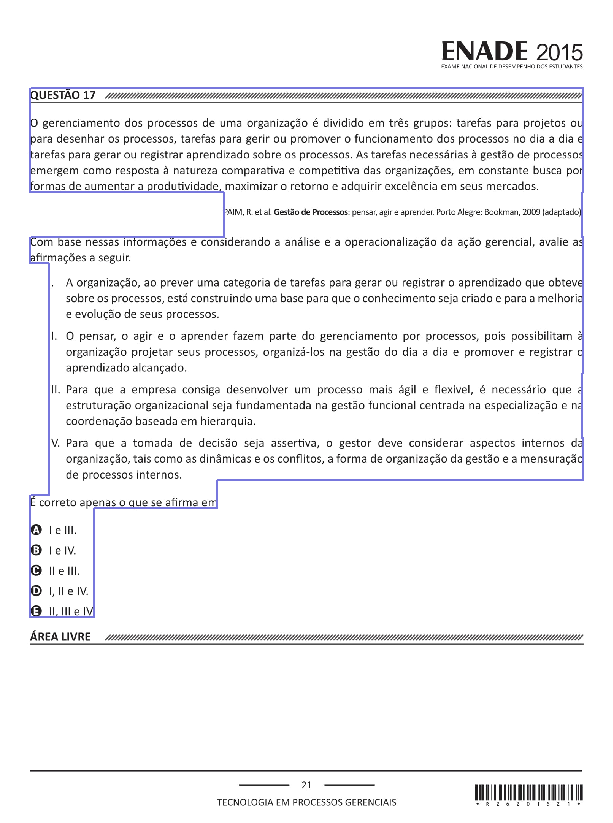 ENADE 2015
EXAME NACIONAL DE DESEMPENHO DOS ESTUDANTES
QUESTÃO 17
O gerenciamento dos processos de uma organização é dividido em três grupos: tarefas para projetos ou
para desenhar os processos, tarefas para gerir ou promover o funcionamento dos processos no dia a dia e
tarefas para gerar ou registrar aprendizado sobre os processos. As tarefas necessárias à gestão de processos
emergem como resposta à natureza comparativa e competitiva das organizações, em constante busca por
formas de aumentar a produtividade, maximizar o retorno e adquirir excelência em seus mercados.
PAIM, R. et al. Gestão de Processos: pensar, agir e aprender. Porto Alegre: Bookman, 2009 (adaptado).
Com base nessas informações e considerando a análise e a operacionalização da ação gerencial, avalie as
afirmações a seguir.
. A organização, ao prever uma categoria de tarefas para gerar ou registrar o aprendizado que obteve
sobre os processos, está construindo uma base para que o conhecimento seja criado e para a melhoria
e evolução de seus processos.
I. O pensar, o agir e o aprender fazem parte do gerenciamento por processos, pois possibilitam à
organização projetar seus processos, organizá-los na gestão do dia a dia e promover e registrar o
aprendizado alcançado.
II. Para que a empresa consiga desenvolver um processo mais ágil e flexível, é necessário que a
estruturação organizacional seja fundamentada na gestão funcional centrada na especialização e na
coordenação baseada em hierarquia.
V. Para que a tomada de decisão seja assertiva, o gestor deve considerar aspectos internos da
organização, tais como as dinâmicas e os conflitos, a forma de organização da gestão e a mensuração
de processos internos.
É correto apenas o que se afirma em
A I e III.
B I e IV.
C II e III.
D I, II e IV.
E II, III e IV
ÁREA LIVRE
21
TECNOLOGIA EM PROCESSOS GERENCIAIS
*R26201521*